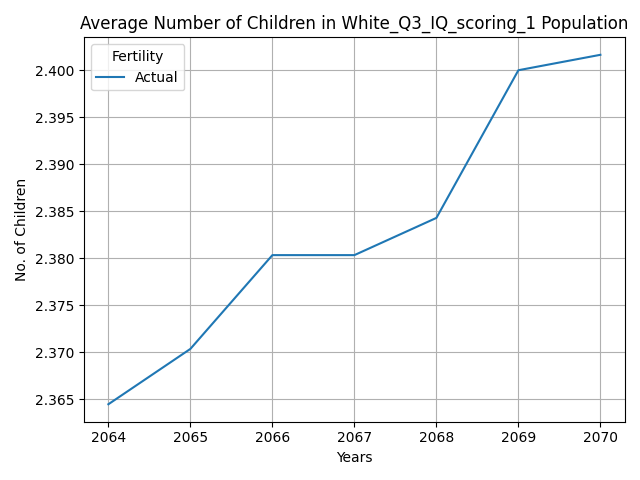 Average Number of Children in White_Q3_IQ_scoring_1 Population
Fertility
Actual
2.400
2.395
2.390
2.385
2.380
2.375
2.370
2.365
No. of Children
2064 2065 2066 2067 2068 2069 2070
Years